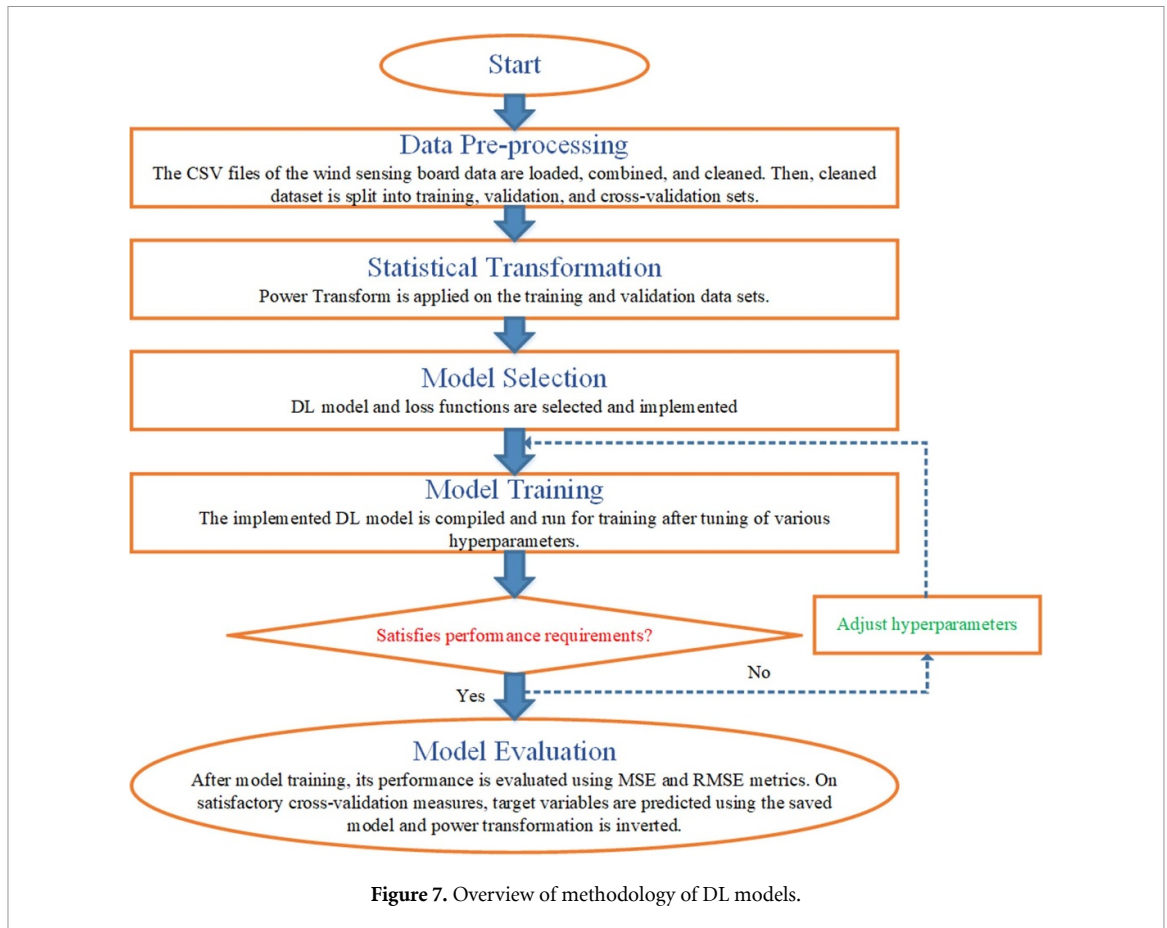 Start
Data Pre-processing
The CSV files of the wind sensing board data are loaded, combined, and cleaned. Then, cleaned
dataset is split into training, validation, and cross-validation sets.
Statistical Transformation
Power Transform is applied on the training and validation data sets.
Model Selection
DL model and loss functions are selected and implemented
Model Training
The implemented DL model is compiled and run for training after tuning of various
hyperparameters.
Satisfies performance requirements?
Adjust hyperparameters
No
Yes
Model Evaluation
After model training, its performance is evaluated using MSE and RMSE metrics. On
satisfactory cross-validation measures, target variables are predicted using the saved
model and power transformation is inverted.
Figure 7. Overview of methodology of DL models.